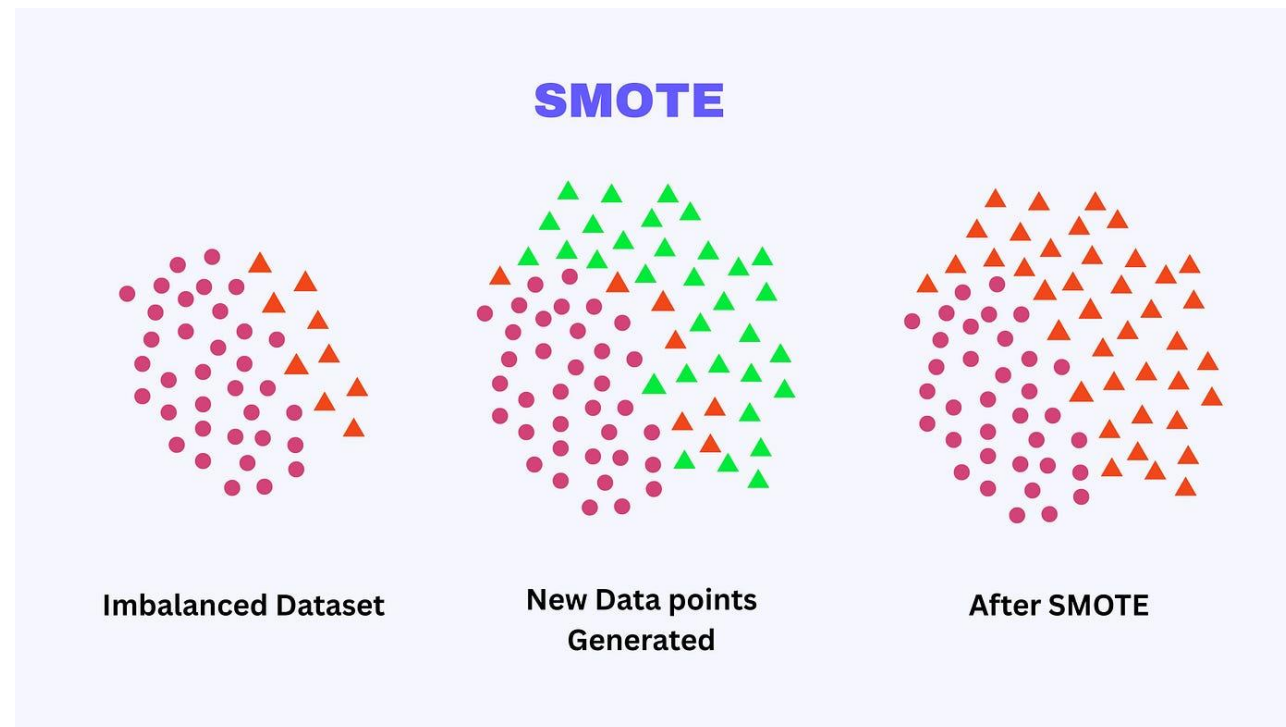 SMOTE
Imbalanced Dataset
New Data points
Generated
After SMOTE